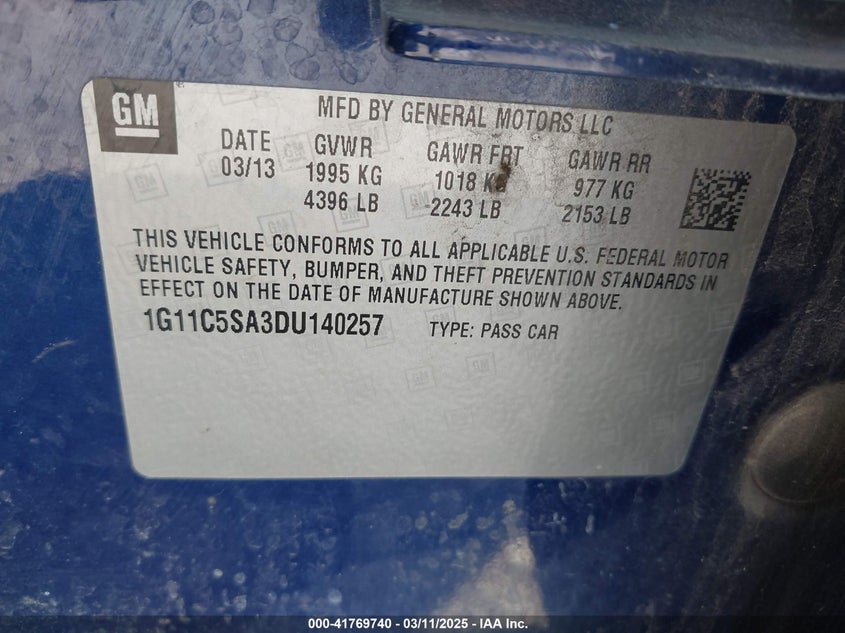 GM
MFD BY GENERAL MOTORS LLC
DATE GVWR GAWR FRT GAWR RR
03/13 1995 KG 1018 KG 977 KG
4396 LB 2243 LB 2153 LB
THIS VEHICLE CONFORMS TO ALL APPLICABLE U.S. FEDERAL MOTOR
VEHICLE SAFETY, BUMPER, AND THEFT PREVENTION STANDARDS IN
EFFECT ON THE DATE OF MANUFACTURE SHOWN ABOVE.
1G11C5SA3DU140257 TYPE: PASS CAR
000-41769740 - 03/11/2025 - IAA Inc.